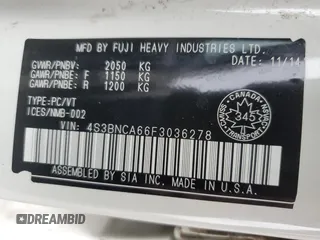 MFD BY FUJI HEAVY INDUSTRIES LTD.
GVWR/PNBV: 2050 KG
GAWR/PNBE: F 1150 KG
GAWR/PNBE: R 1200 KG
DATE: 11/14
TYPE:PC/VT
ICES/NMB-002
CANADA
345
VIN: 4S3BNCA66F3036278
ASSEMBLED BY SIA INC. MADE IN U.S.A.
DREAMBID
DREAMBID.COM